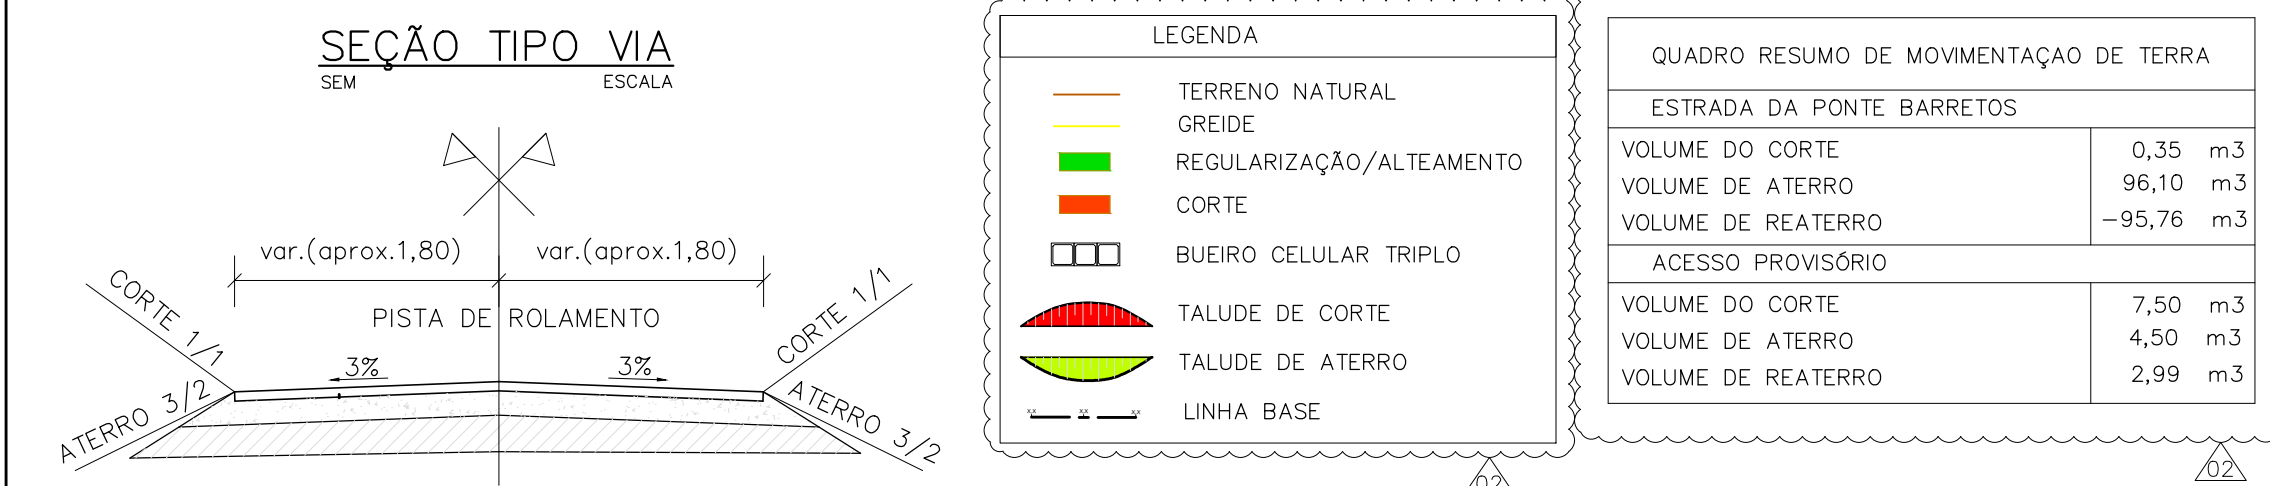 SEÇÃO TIPO VIA
SEM ESCALA
var.(aprox.1,80) var.(aprox.1,80)
CORTE 1/1
CORTE 1/1
PISTA DE ROLAMENTO
3% 3%
ATERRO 3/2
ATERRO 3/2
LEGENDA
TERRENO NATURAL
GREIDE
REGULARIZAÇÃO/ALTEAMENTO
CORTE
BUEIRO CELULAR TRIPLO
TALUDE DE CORTE
TALUDE DE ATERRO
x.x x.x x.x LINHA BASE
02
QUADRO RESUMO DE MOVIMENTAÇAO DE TERRA
ESTRADA DA PONTE BARRETOS
VOLUME DO CORTE 0,35 m3
VOLUME DE ATERRO 96,10 m3
VOLUME DE REATERRO −95,76 m3
ACESSO PROVISÓRIO
VOLUME DO CORTE 7,50 m3
VOLUME DE ATERRO 4,50 m3
VOLUME DE REATERRO 2,99 m3
02